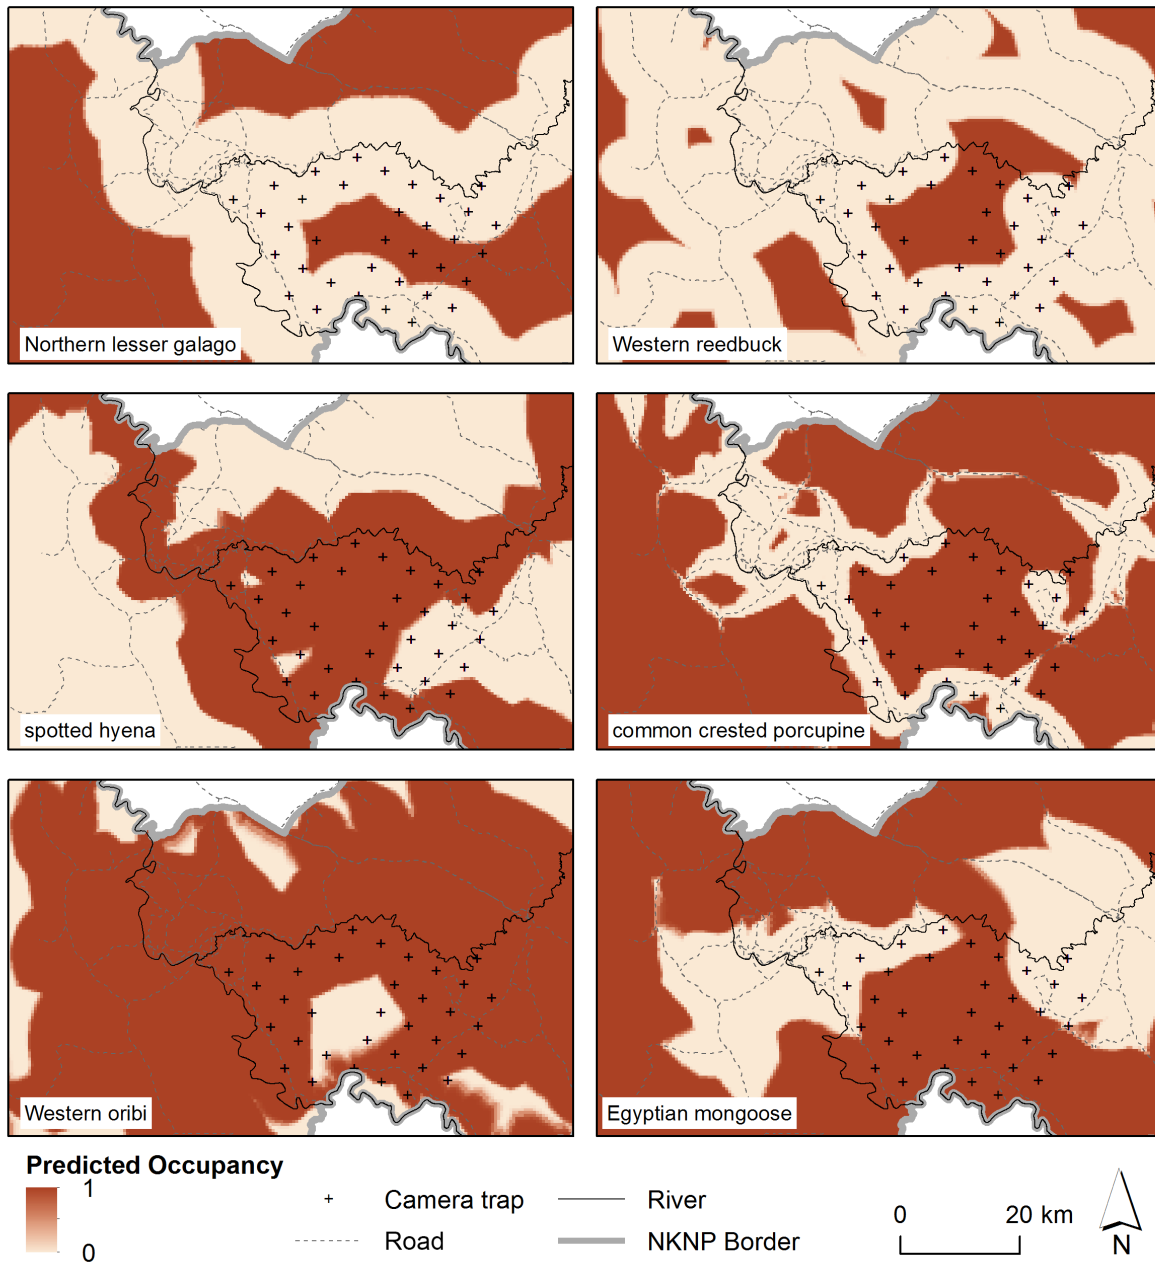 Northern lesser galago
Western reedbuck
spotted hyena
common crested porcupine
Western oribi
Egyptian mongoose
Predicted Occupancy
1
0
Camera trap
Road
River
NKNP Border
0 20 km
N